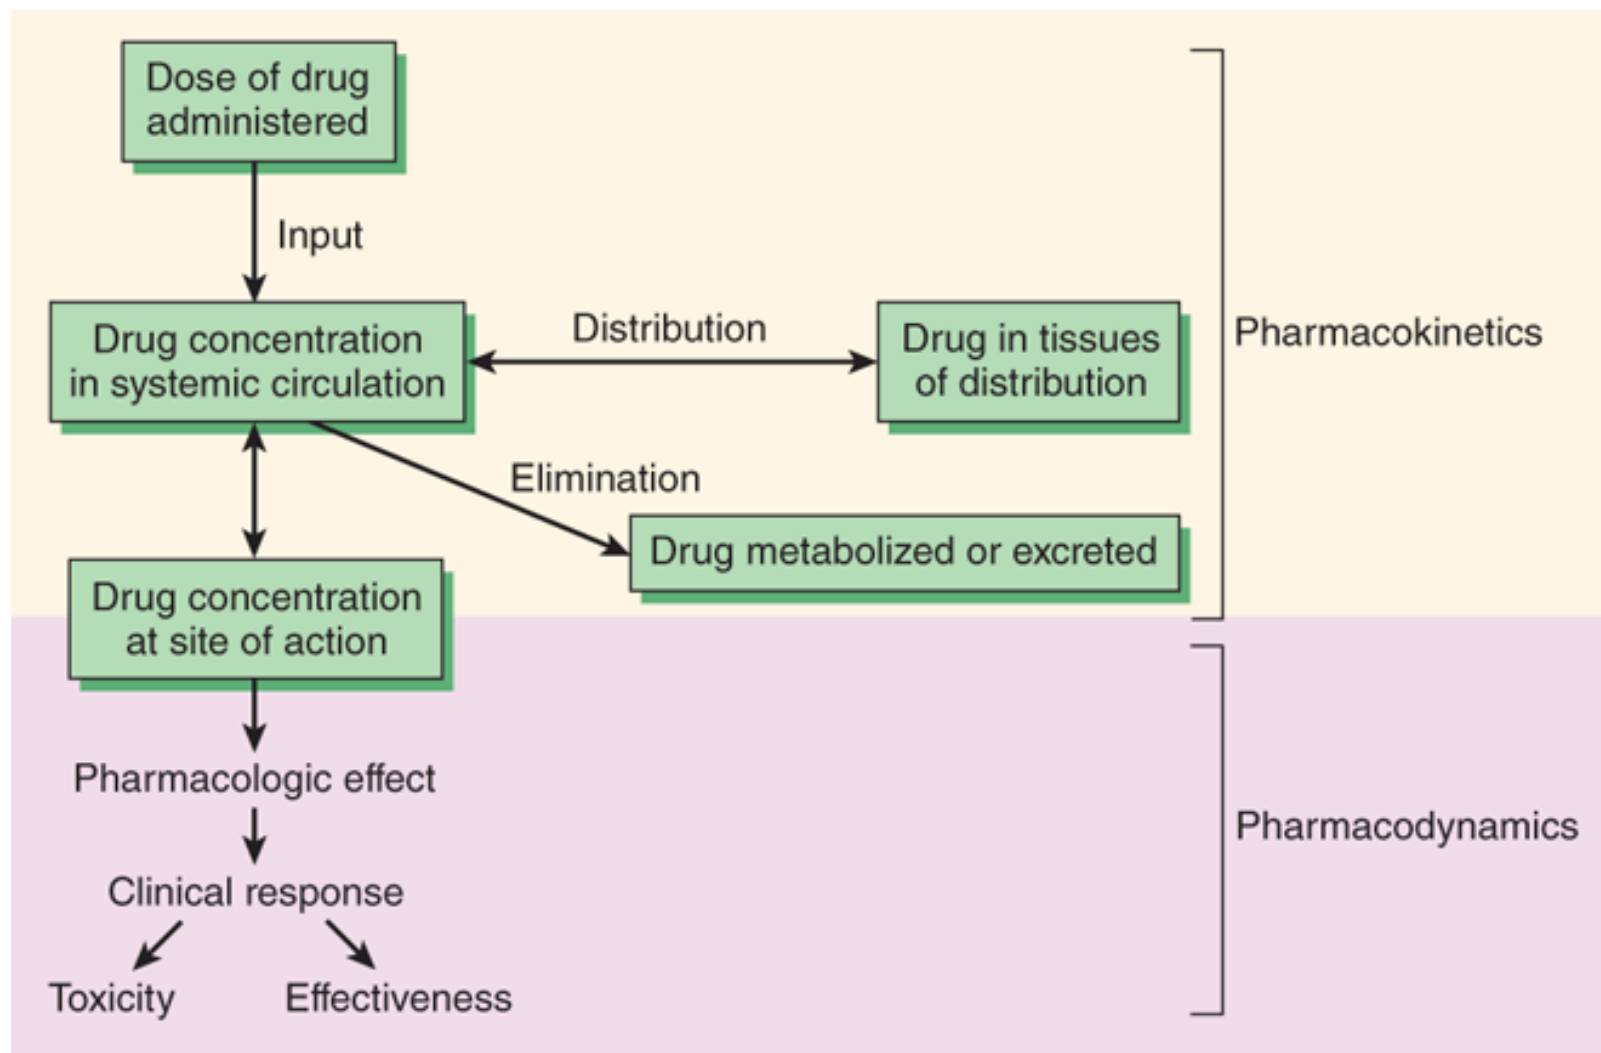 Dose of drug
administered
Input
Drug concentration
in systemic circulation
Distribution
Drug in tissues
of distribution
Pharmacokinetics
Elimination
Drug metabolized or excreted
Drug concentration
at site of action
Pharmacologic effect
Pharmacodynamics
Clinical response
Toxicity
Effectiveness